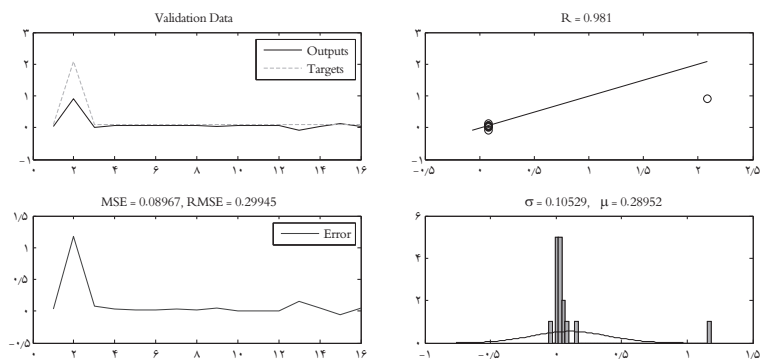 Validation Data
۳
۲
۱
۰
-۱
Outputs
Targets
۰ ۲ ۴ ۶ ۸ ۱۰ ۱۲ ۱۴ ۱۶
R = 0.981
۳
۲
۱
۰
-۱
-۰/۵ ۰ ۰/۵ ۱ ۱/۵ ۲ ۲/۵
MSE = 0.08967, RMSE = 0.29945
۱/۵
۱
۰/۵
۰
-۰/۵
Error
۰ ۲ ۴ ۶ ۸ ۱۰ ۱۲ ۱۴ ۱۶
σ = 0.10529, μ = 0.28952
۶
۴
۲
۰
-۱ -۰/۵ ۰ ۰/۵ ۱ ۱/۵